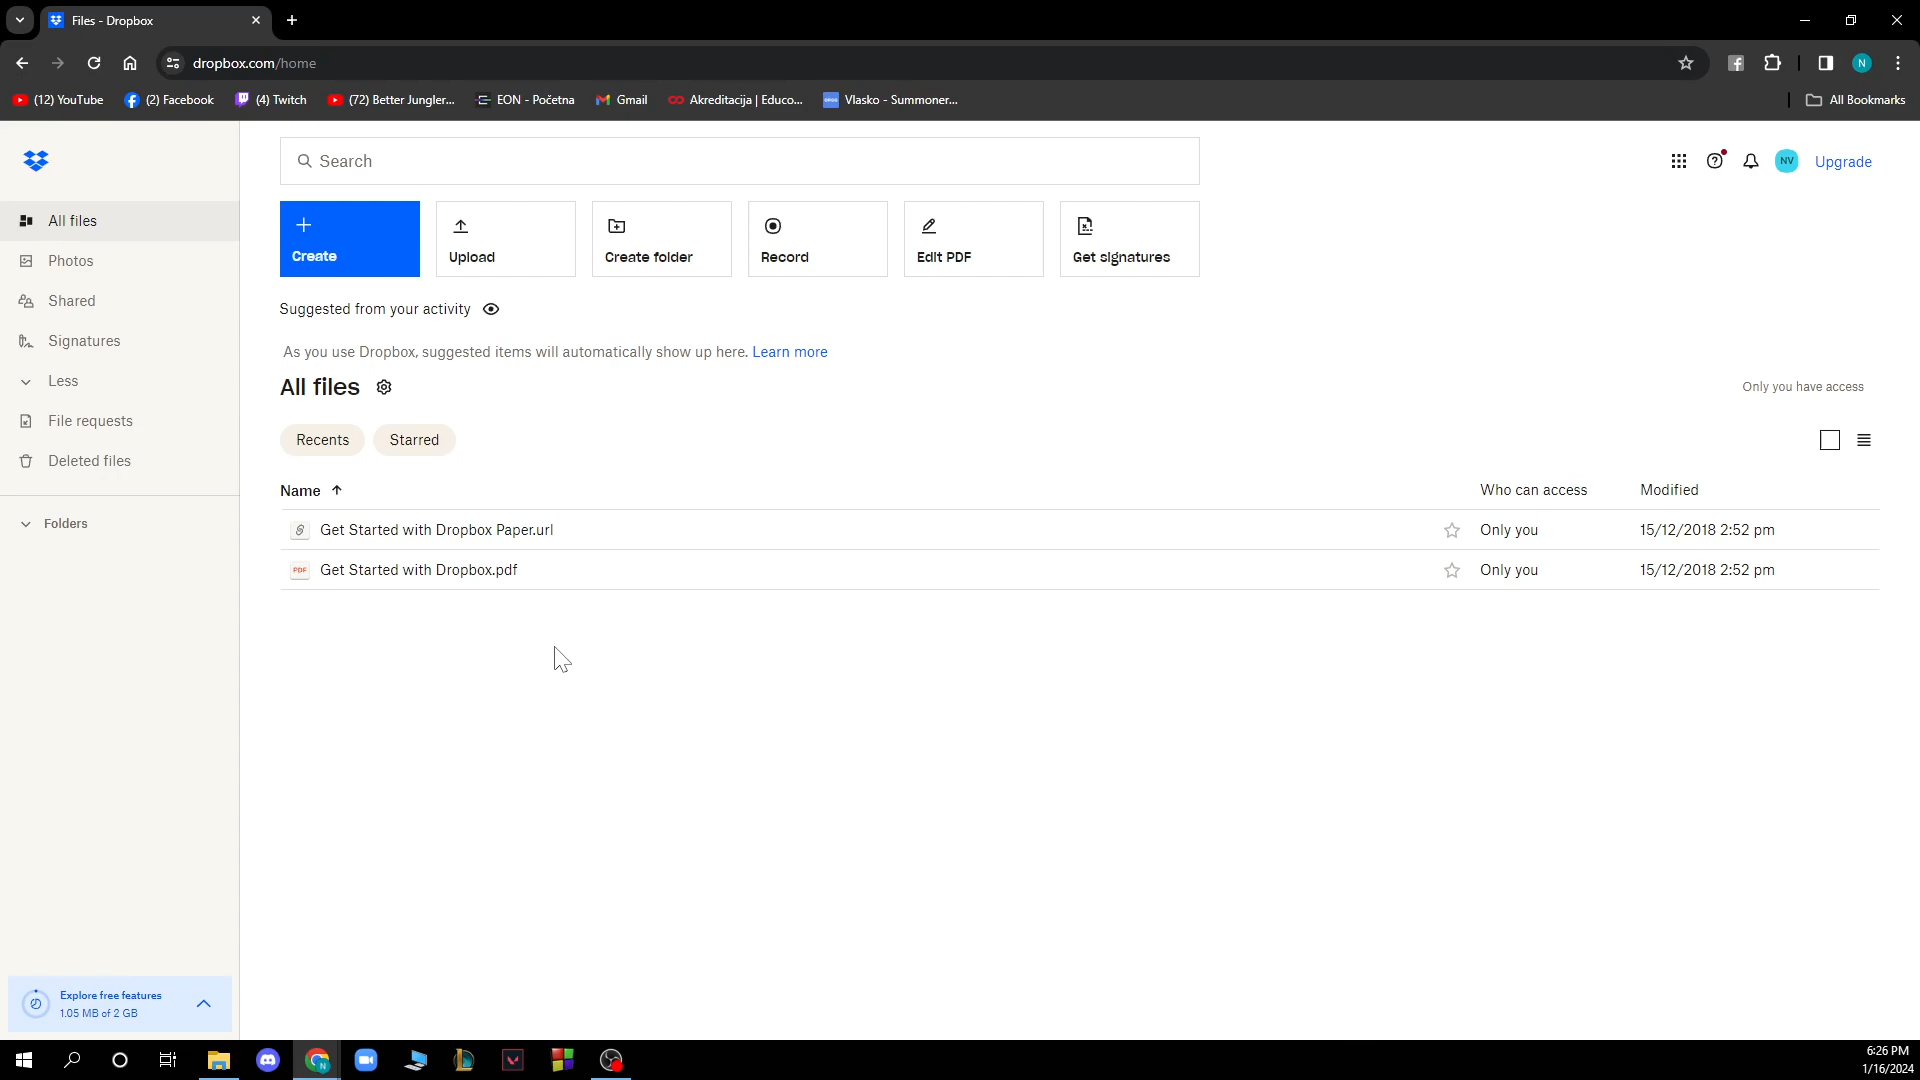 Files - Dropbox
dropbox.com/home
(12) YouTube
(2) Facebook
(4) Twitch
(72) Better Jungler...
EON - Početna
Gmail
Akreditacija | Educo...
Vlasko - Summoner...
All Bookmarks
N
Search
NV
Upgrade
All files
Photos
Shared
Signatures
Less
File requests
Deleted files
Folders
Create
Upload
Create folder
Record
Edit PDF
Get signatures
Suggested from your activity
As you use Dropbox, suggested items will automatically show up here. Learn more
All files
Only you have access
Recents
Starred
Name
Who can access
Modified
Get Started with Dropbox Paper.url
Only you
15/12/2018 2:52 pm
PDF
Get Started with Dropbox.pdf
Only you
15/12/2018 2:52 pm
Explore free features
1.05 MB of 2 GB
6:26 PM
1/16/2024